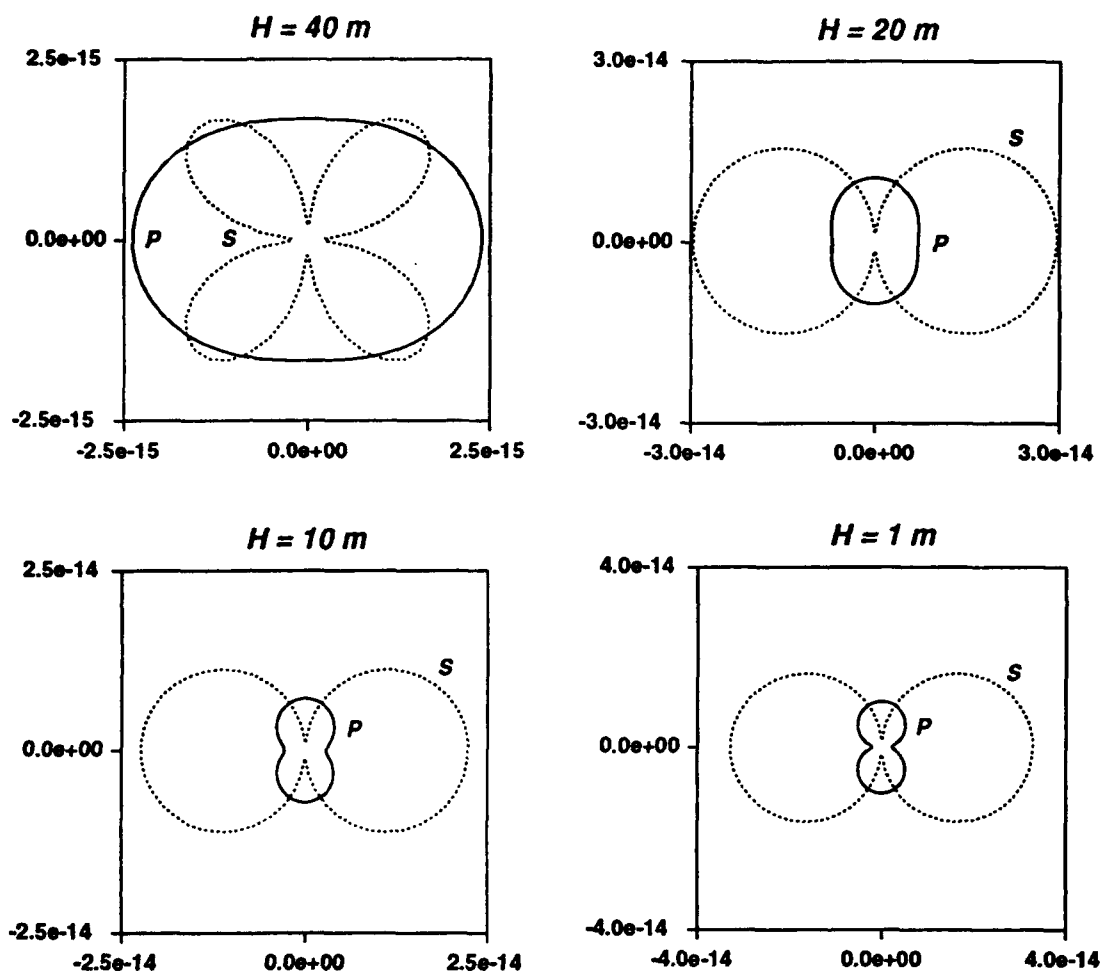 H = 40 m
2.5e-15
0.0e+00
P
S
-2.5e-15
-2.5e-15 0.0e+00 2.5e-15
H = 20 m
3.0e-14
S
0.0e+00
P
-3.0e-14
-3.0e-14 0.0e+00 3.0e-14
H = 10 m
2.5e-14
S
P
0.0e+00
-2.5e-14
-2.5e-14 0.0e+00 2.5e-14
H = 1 m
4.0e-14
S
P
0.0e+00
-4.0e-14
-4.0e-14 0.0e+00 4.0e-14